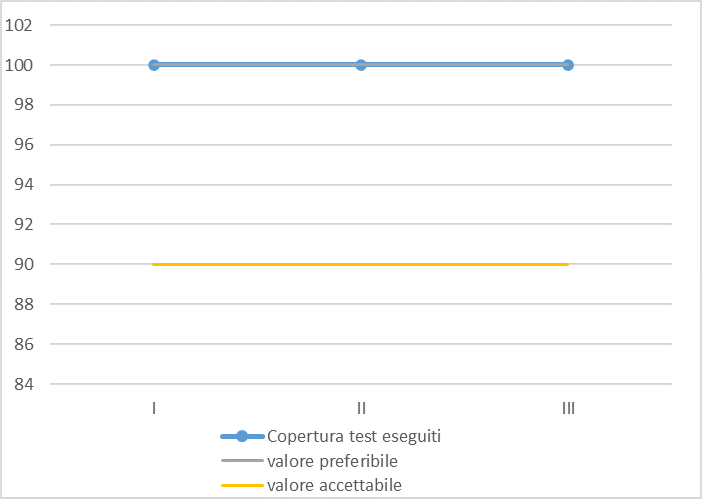 102
100
98
96
94
92
90
88
86
84
I II III
Copertura test eseguiti
valore preferibile
valore accettabile